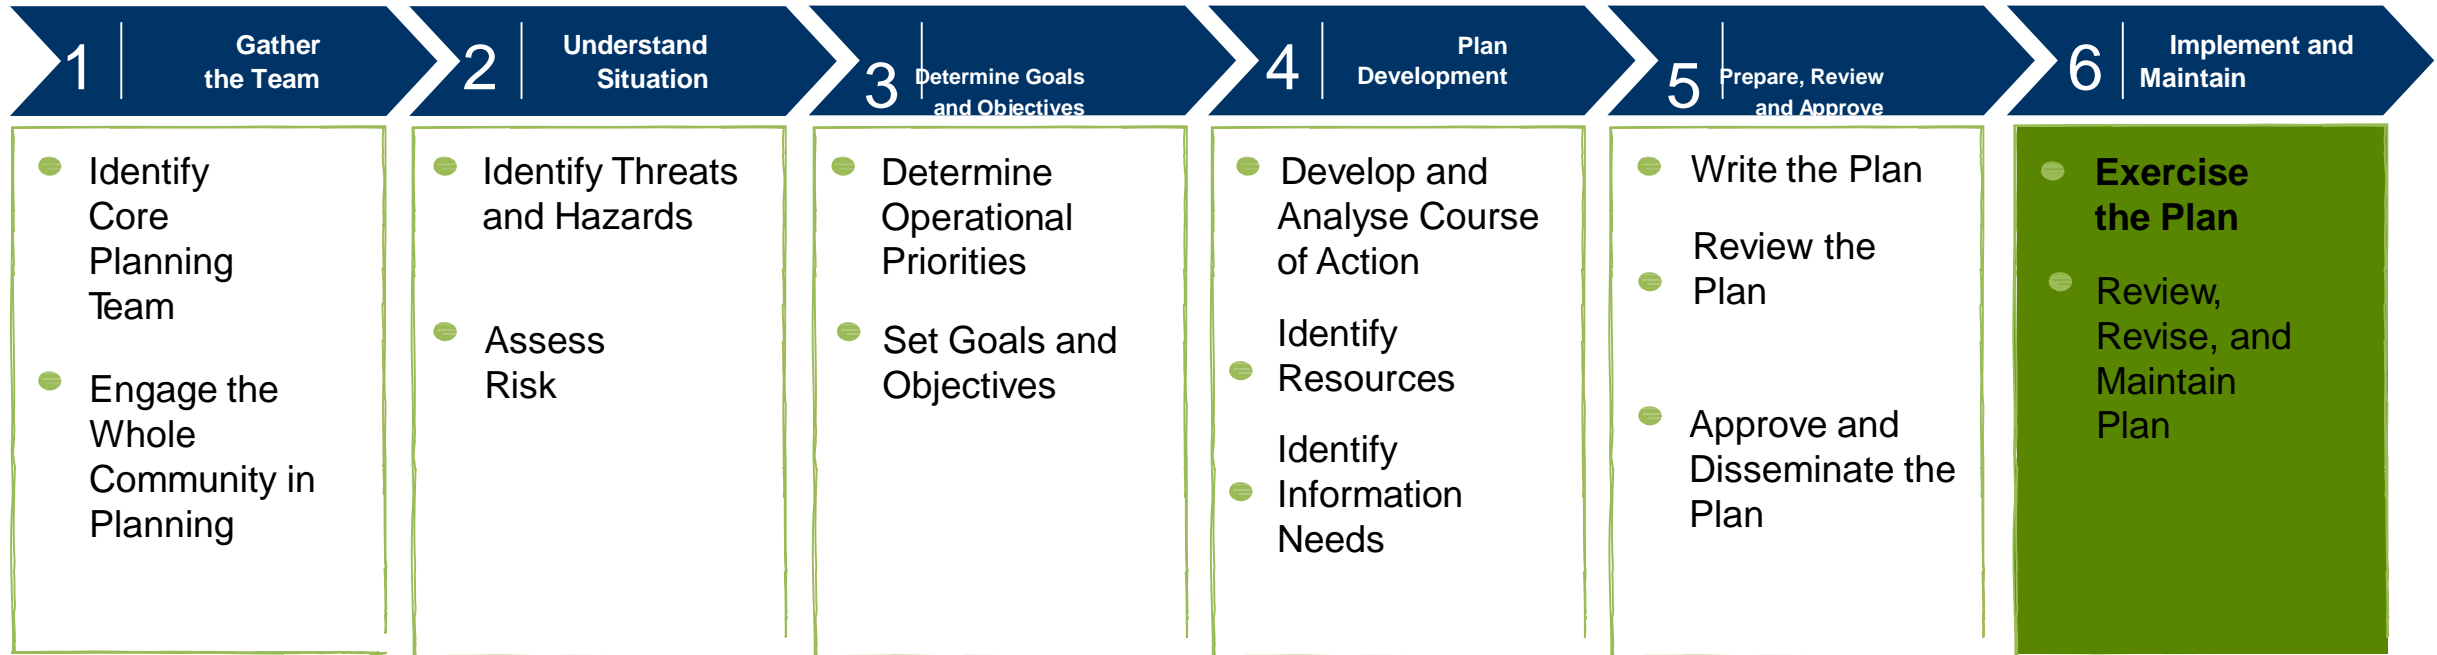 1
Gather
the Team
2
Understand
Situation
3
Determine Goals
and Objectives
4
Plan
Development
5
Prepare, Review
and Approve
6
Implement and
Maintain
Identify
Core
Planning
Team
Engage the
Whole
Community in
Planning
Identify Threats
and Hazards
Assess
Risk
Determine
Operational
Priorities
Set Goals and
Objectives
Develop and
Analyse Course
of Action
Identify
Resources
Identify
Information
Needs
Write the Plan
Review the
Plan
Approve and
Disseminate the
Plan
Exercise
the Plan
Review,
Revise, and
Maintain
Plan